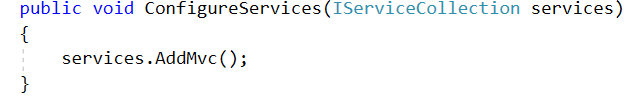 public void ConfigureServices(IServiceCollection services)
{
    services.AddMvc();
}